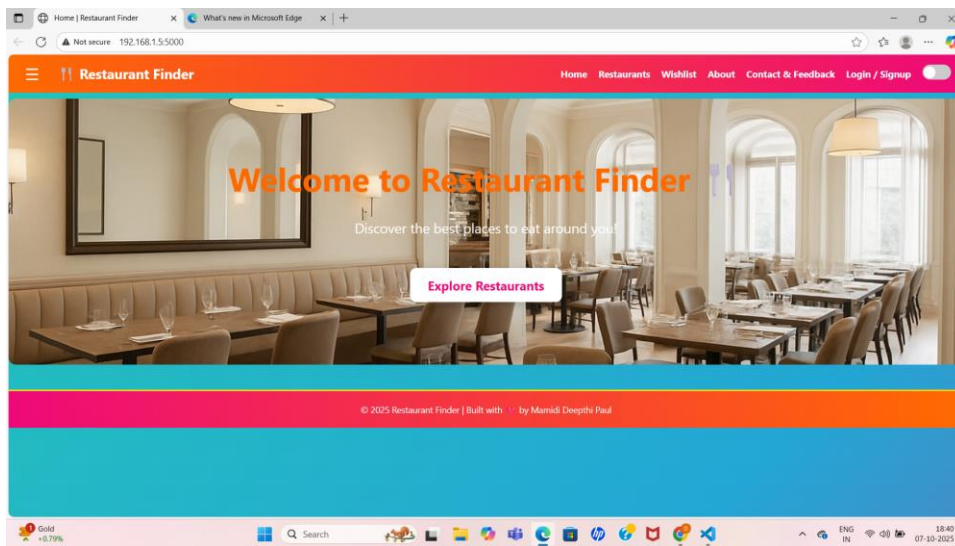 Home | Restaurant Finder
What's new in Microsoft Edge
Not secure 192.168.1.5:5000
Restaurant Finder
Home Restaurants Wishlist About Contact & Feedback Login / Signup
Welcome to Restaurant Finder
Discover the best places to eat around you!
Explore Restaurants
© 2025 Restaurant Finder | Built with by Mamidi Deepthi Paul
1
Gold
+0.79%
Search
ENG
IN
18:40
07-10-2025